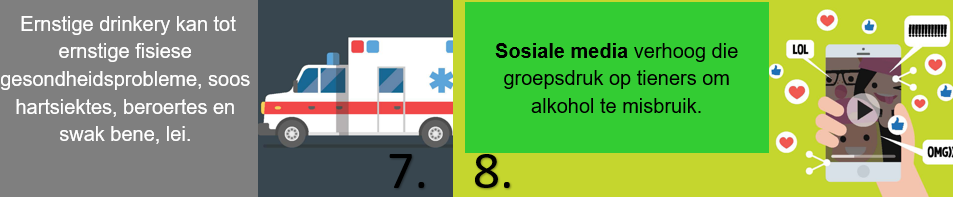 Ernstige drinkery kan tot
ernstige fisiese
gesondheidsprobleme, soos
hartsiektes, beroertes en
swak bene, lei.
7.
8.
Sosiale media verhoog die
groepsdruk op tieners om
alkohol te misbruik.
LOL
!!!!!!!!!!!
OMG))